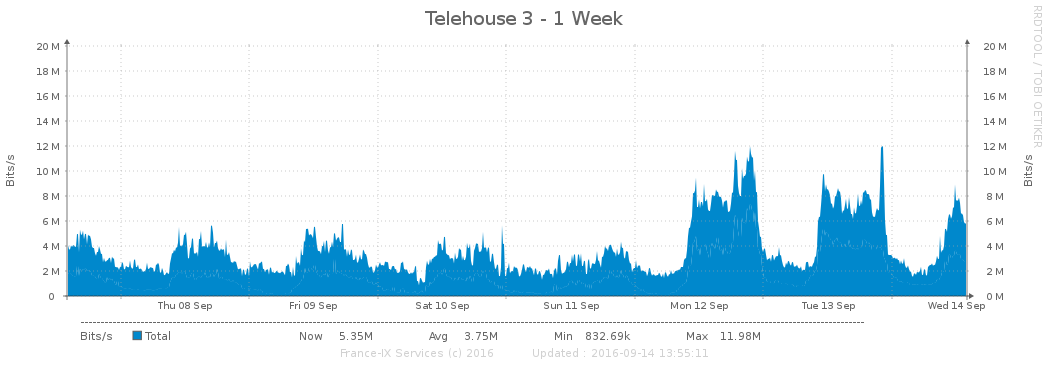 Telehouse 3 - 1 Week
RRDTOOL / TOBI OETIKER
Bits/s
20 M 20 M
18 M 18 M
16 M 16 M
14 M 14 M
12 M 12 M
10 M 10 M
8 M 8 M
6 M 6 M
4 M 4 M
2 M 2 M
0 0 M
Bits/s
Thu 08 Sep Fri 09 Sep Sat 10 Sep Sun 11 Sep Mon 12 Sep Tue 13 Sep Wed 14 Sep
Bits/s Total Now 5.35M Avg 3.75M Min 832.69k Max 11.98M
France-IX Services (c) 2016 Updated : 2016-09-14 13:55:11